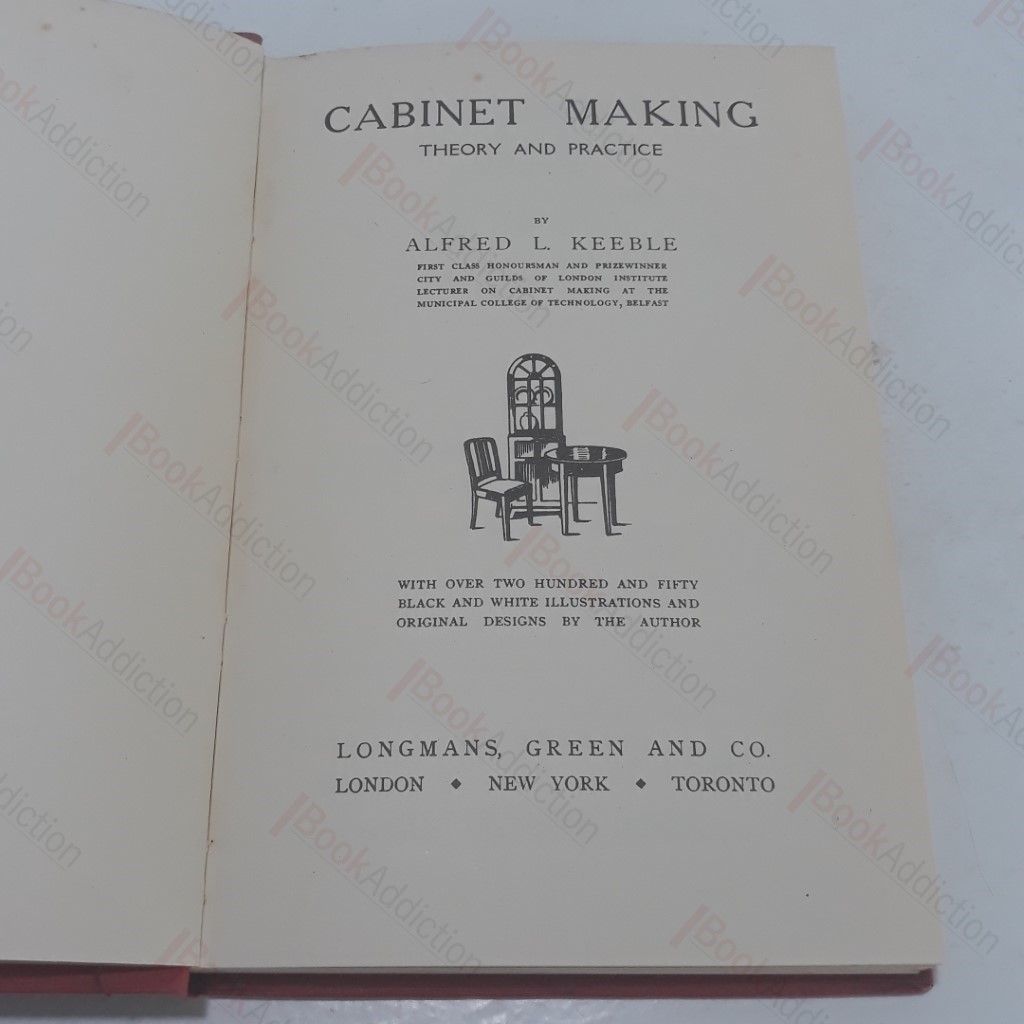 CABINET MAKING
THEORY AND PRACTICE
BY
ALFRED L. KEEBLE
FIRST CLASS HONOURSMAN AND PRIZEWINNER
CITY AND GUILDS OF LONDON INSTITUTE
LECTURER ON CABINET MAKING AT THE
MUNICIPAL COLLEGE OF TECHNOLOGY, BELFAST
WITH OVER TWO HUNDRED AND FIFTY
BLACK AND WHITE ILLUSTRATIONS AND
ORIGINAL DESIGNS BY THE AUTHOR
LONGMANS, GREEN AND CO.
LONDON ◆ NEW YORK ◆ TORONTO
BookAddiction